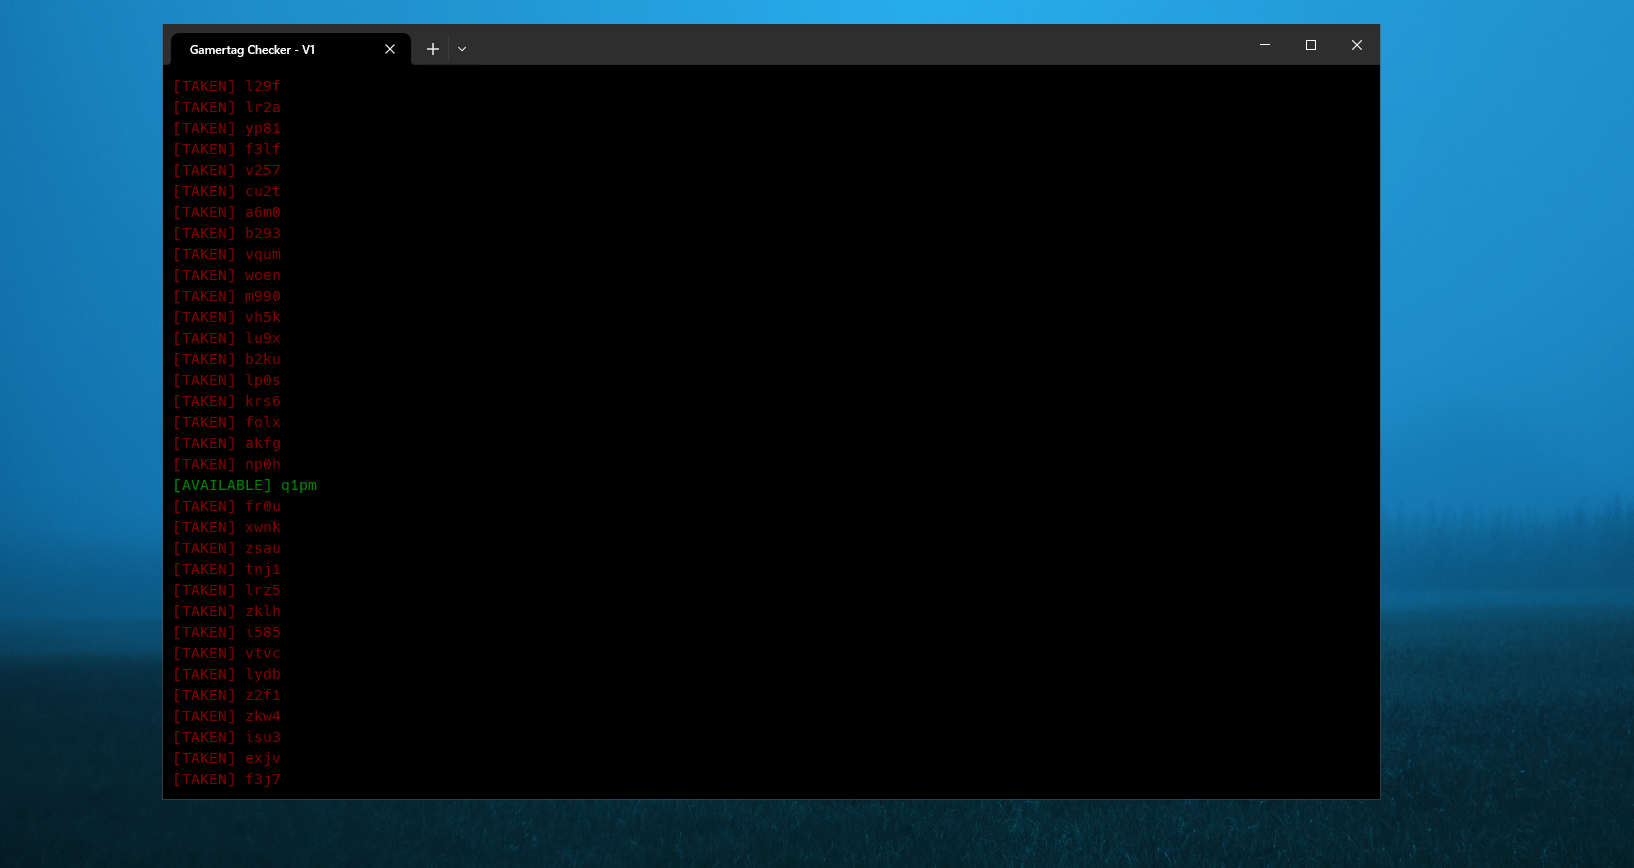 Gamertag Checker - V1
[TAKEN] l29f
[TAKEN] lr2a
[TAKEN] yp81
[TAKEN] f3lf
[TAKEN] v257
[TAKEN] cu2t
[TAKEN] a6m0
[TAKEN] b293
[TAKEN] vqum
[TAKEN] woen
[TAKEN] m990
[TAKEN] vh5k
[TAKEN] lu9x
[TAKEN] b2ku
[TAKEN] lp0s
[TAKEN] krs6
[TAKEN] folx
[TAKEN] akfg
[TAKEN] np0h
[AVAILABLE] q1pm
[TAKEN] fr0u
[TAKEN] xwnk
[TAKEN] zsau
[TAKEN] tnj1
[TAKEN] lrz5
[TAKEN] zklh
[TAKEN] i585
[TAKEN] vtvc
[TAKEN] lydb
[TAKEN] z2f1
[TAKEN] zkw4
[TAKEN] isu3
[TAKEN] exjv
[TAKEN] f3j7